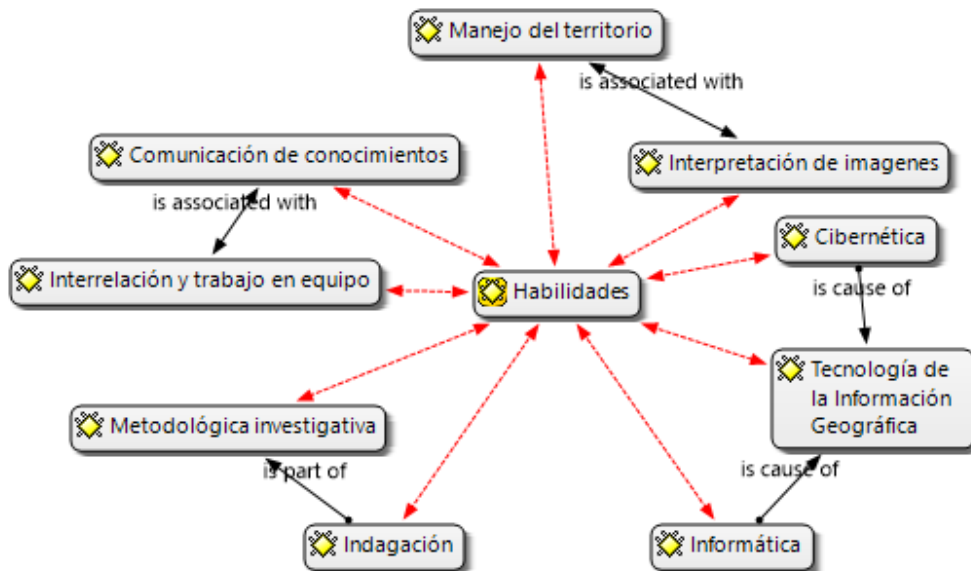 Manejo del territorio
is associated with
Comunicación de conocimientos
Interpretación de imagenes
is associated with
Cibernética
Interrelación y trabajo en equipo
Habilidades
is cause of
Tecnología de
la Información
Geográfica
Metodológica investigativa
is part of
is cause of
Indagación
Informática